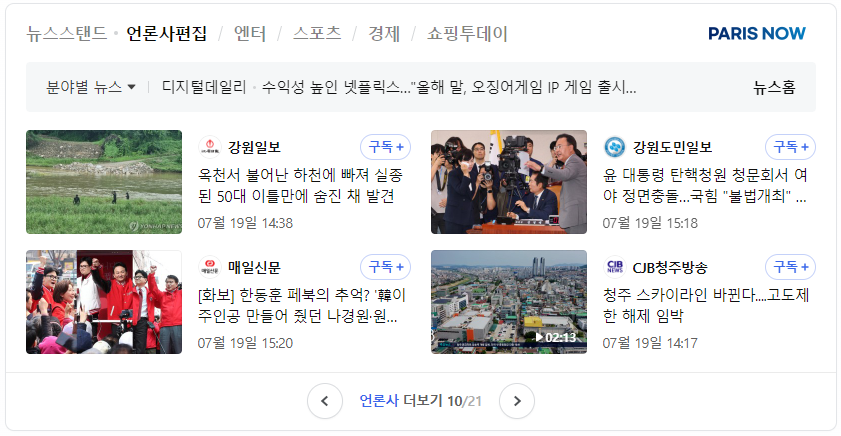 뉴스스탠드 · 언론사편집 / 엔터 / 스포츠 / 경제 / 쇼핑투데이 PARIS NOW
분야별 뉴스 디지털데일리 · 수익성 높인 넷플릭스…"올해 말, 오징어게임 IP 게임 출시… 뉴스홈
강원일보 구독 +
옥천서 불어난 하천에 빠져 실종
된 50대 이틀만에 숨진 채 발견
07월 19일 14:38
YONHAP NEWS
강원도민일보 구독 +
윤 대통령 탄핵청원 청문회서 여
야 정면충돌…국힘 "불법개최" …
07월 19일 15:18
매일신문
매일신문 구독 +
[화보] 한동훈 페북의 추억? '韓이
주인공 만들어 줬던 나경원·원…
07월 19일 15:20
CJB
NEWS
CJB청주방송 구독 +
청주 스카이라인 바뀐다....고도제
한 해제 임박
07월 19일 14:17
02:13
언론사 더보기 10/21